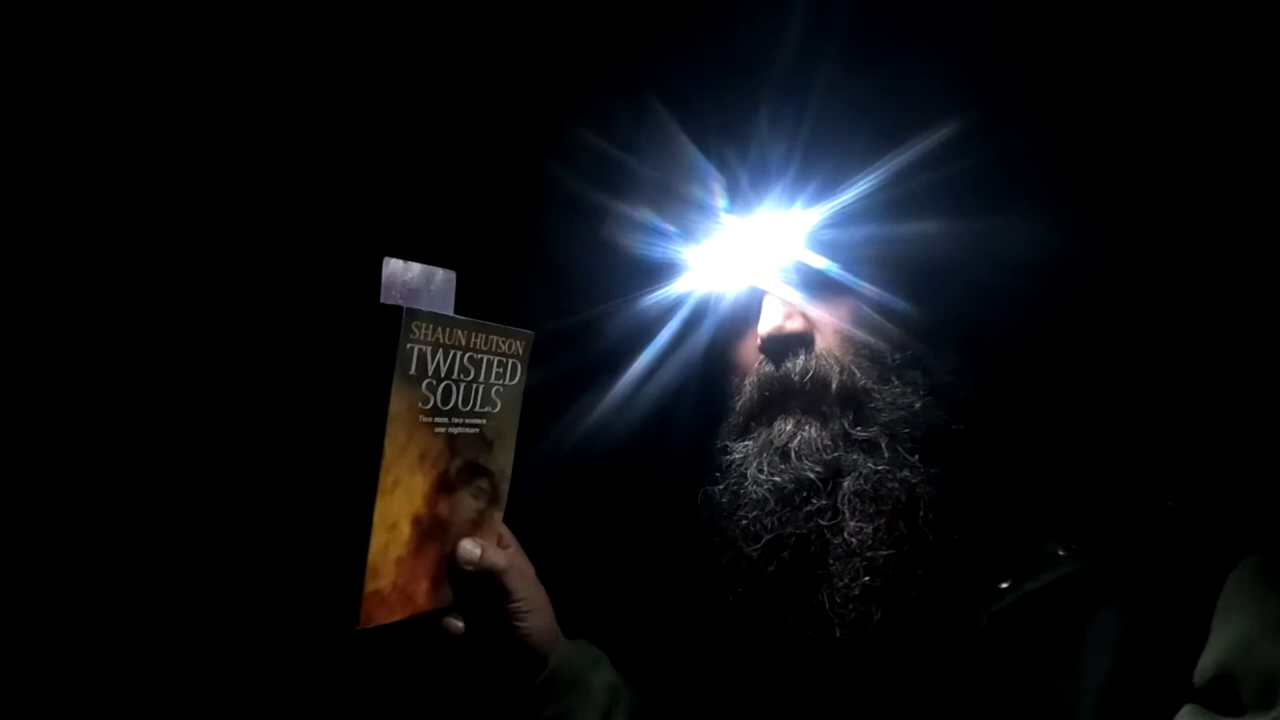 SHAUN HUTSON
TWISTED
SOULS
Two men, two women
one nightmare